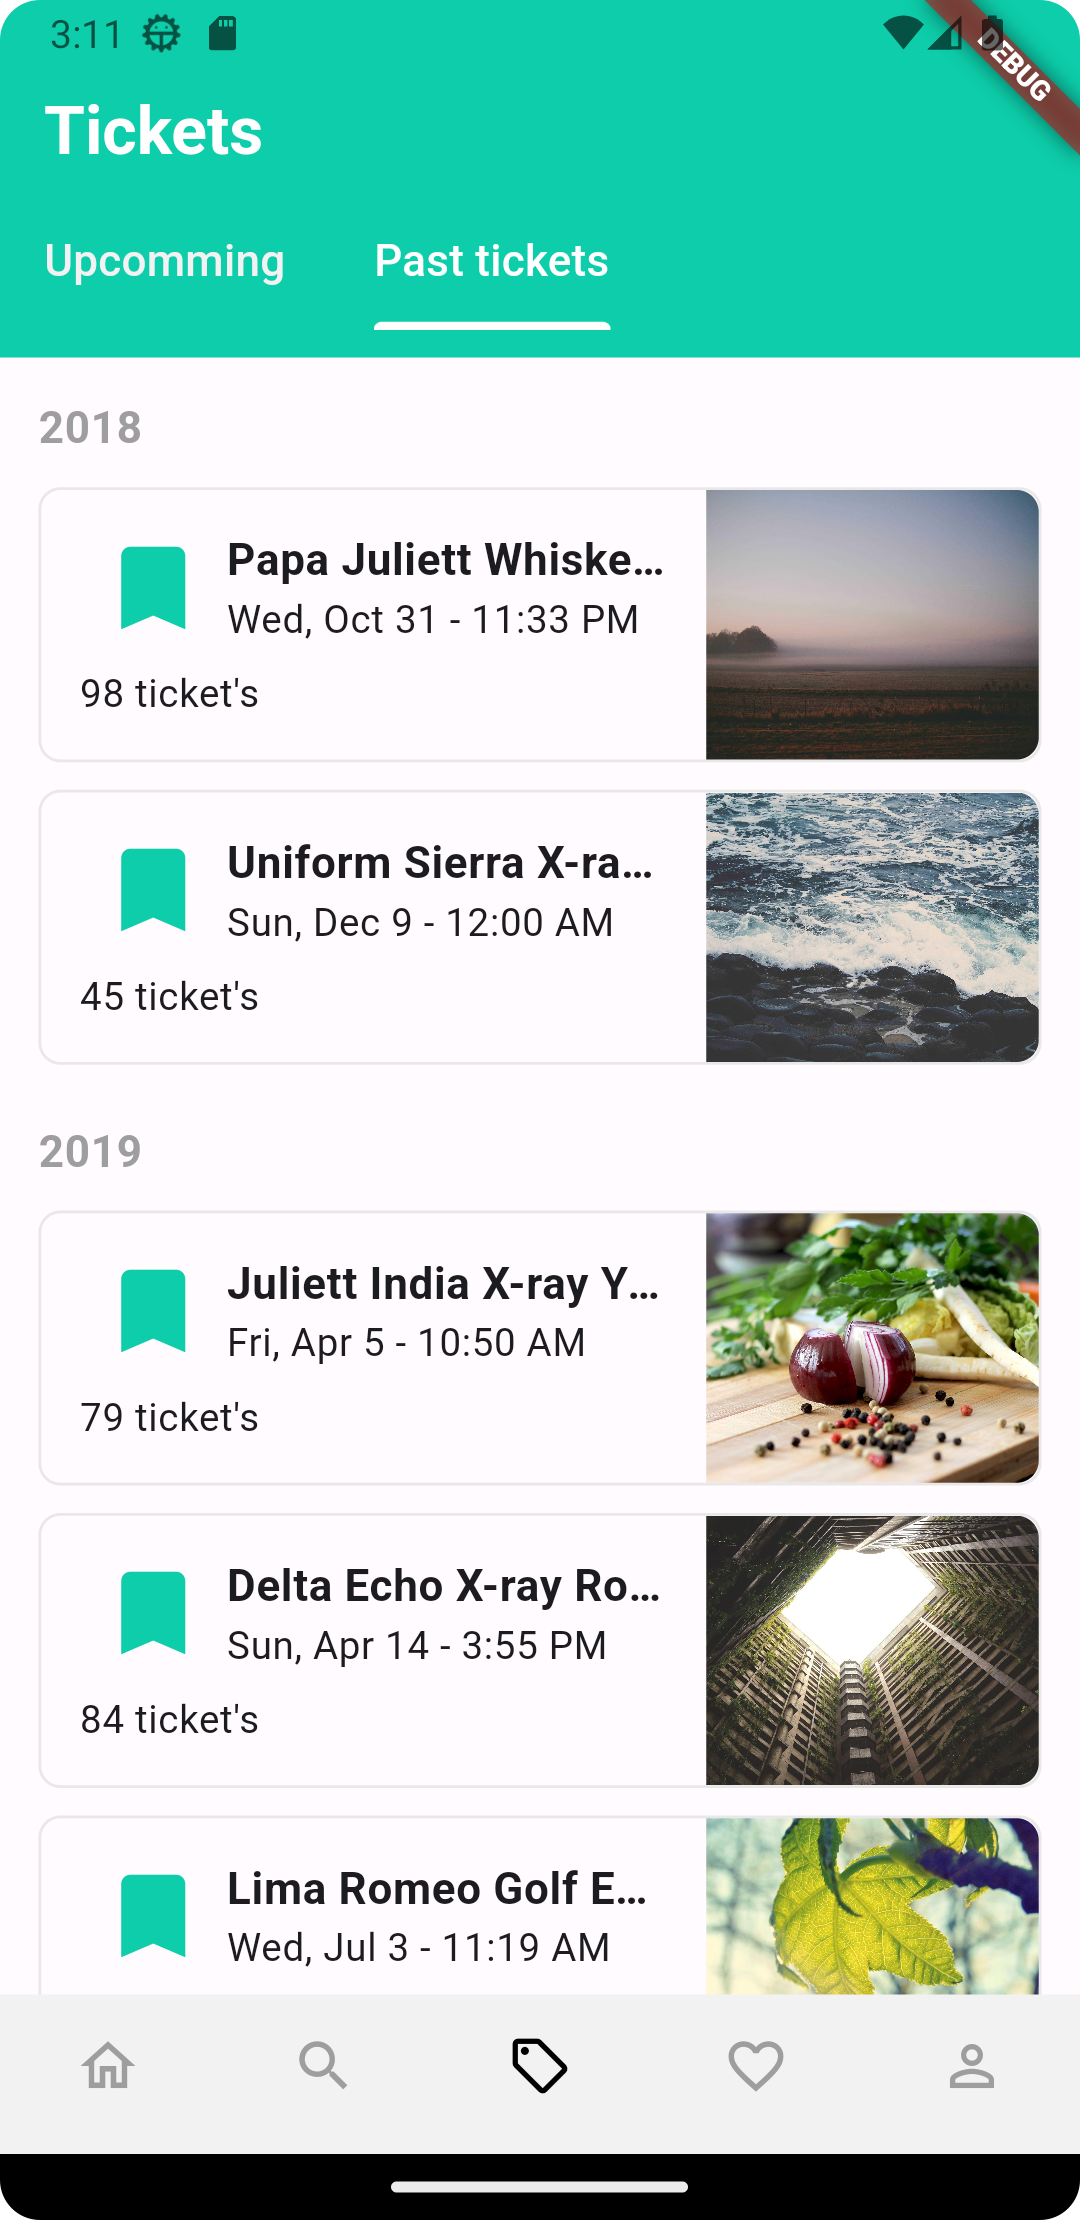 3:11
DEBUG
Tickets
Upcomming
Past tickets
2018
Papa Juliett Whiske...
Wed, Oct 31 - 11:33 PM
98 ticket's
Uniform Sierra X-ra...
Sun, Dec 9 - 12:00 AM
45 ticket's
2019
Juliett India X-ray Y...
Fri, Apr 5 - 10:50 AM
79 ticket's
Delta Echo X-ray Ro...
Sun, Apr 14 - 3:55 PM
84 ticket's
Lima Romeo Golf E...
Wed, Jul 3 - 11:19 AM